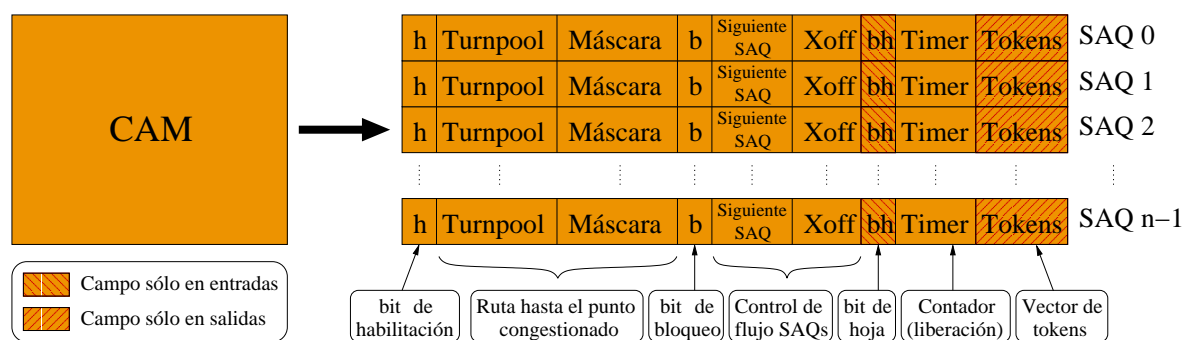 CAM
h Turnpool Máscara b Siguiente SAQ Xoff bh Timer Tokens SAQ 0
h Turnpool Máscara b Siguiente SAQ Xoff bh Timer Tokens SAQ 1
h Turnpool Máscara b Siguiente SAQ Xoff bh Timer Tokens SAQ 2
h Turnpool Máscara b Siguiente SAQ Xoff bh Timer Tokens SAQ n–1
Campo sólo en entradas
Campo sólo en salidas
bit de
habilitación
Ruta hasta el punto
congestionado
bit de
bloqueo
Control de
flujo SAQs
bit de
hoja
Contador
(liberación)
Vector de
tokens